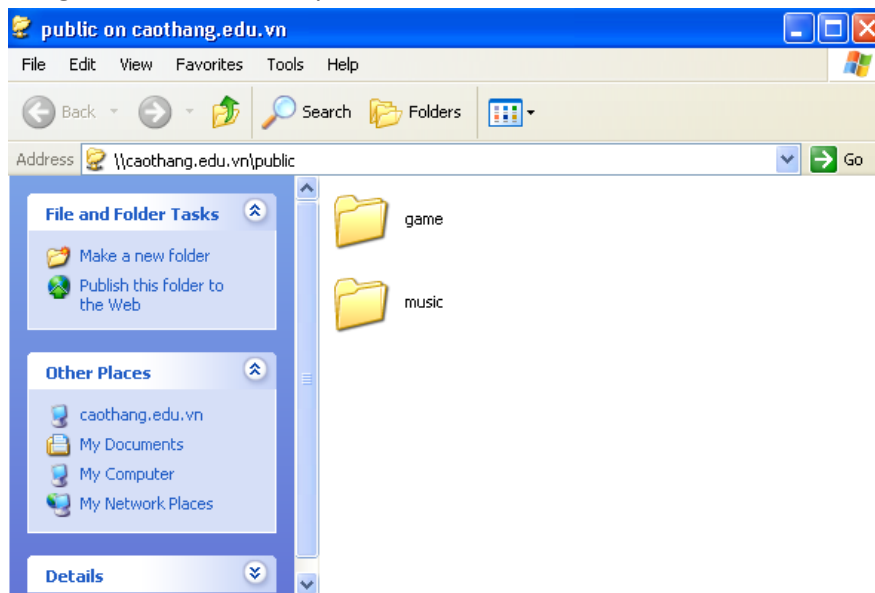 public on caothang.edu.vn
File Edit View Favorites Tools Help
Back Search Folders
Address \\caothang.edu.vn\public Go
File and Folder Tasks
Make a new folder
Publish this folder to
the Web
Other Places
caothang.edu.vn
My Documents
My Computer
My Network Places
Details
game
music